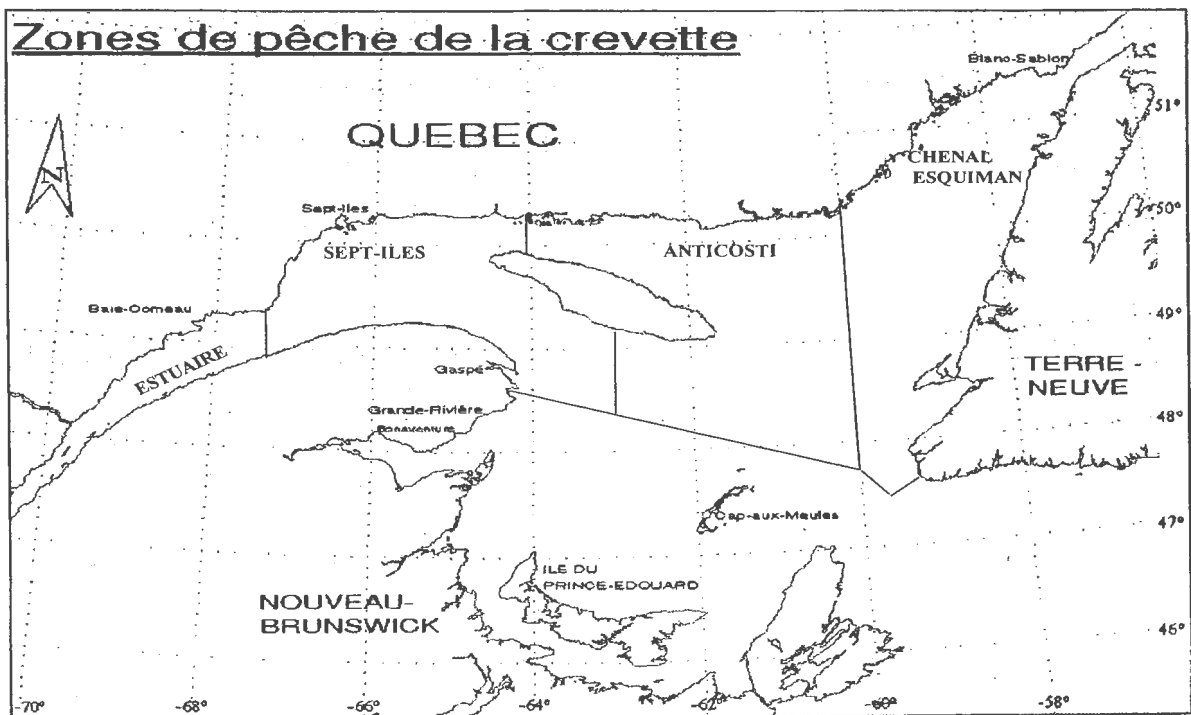 Zones de pêche de la crevette
Blanc-Sablon
51°
QUÉBEC
CHENAL
ESQUIMAN
N
Sept-Iles
50°
SEPT-ILES
ANTICOSTI
Baie-Comeau
49°
ESTUAIRE
Gaspé
TERRE-
NEUVE
Grande-Rivière
Bonaventure
48°
Cap-aux-Meules
47°
ILE DU
PRINCE-EDOUARD
NOUVEAU-
BRUNSWICK
46°
-70°
-68°
-66°
-64°
-62°
-60°
-58°